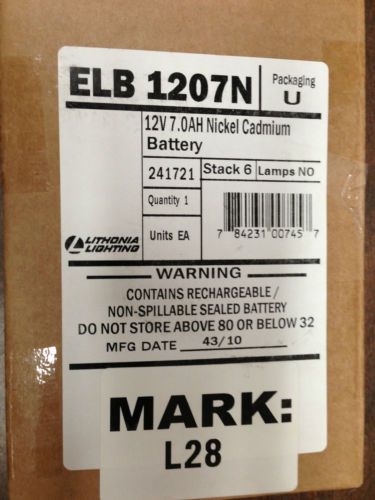 ELB 1207N
Packaging
U
12V 7.0AH Nickel Cadmium
Battery
241721
Stack 6
Lamps NO
Quantity 1
Units EA
7 84231 00745 7
LITHONIA
LIGHTING
WARNING
CONTAINS RECHARGEABLE /
NON-SPILLABLE SEALED BATTERY
DO NOT STORE ABOVE 80 OR BELOW 32
MFG DATE 43/10
MARK:
L28